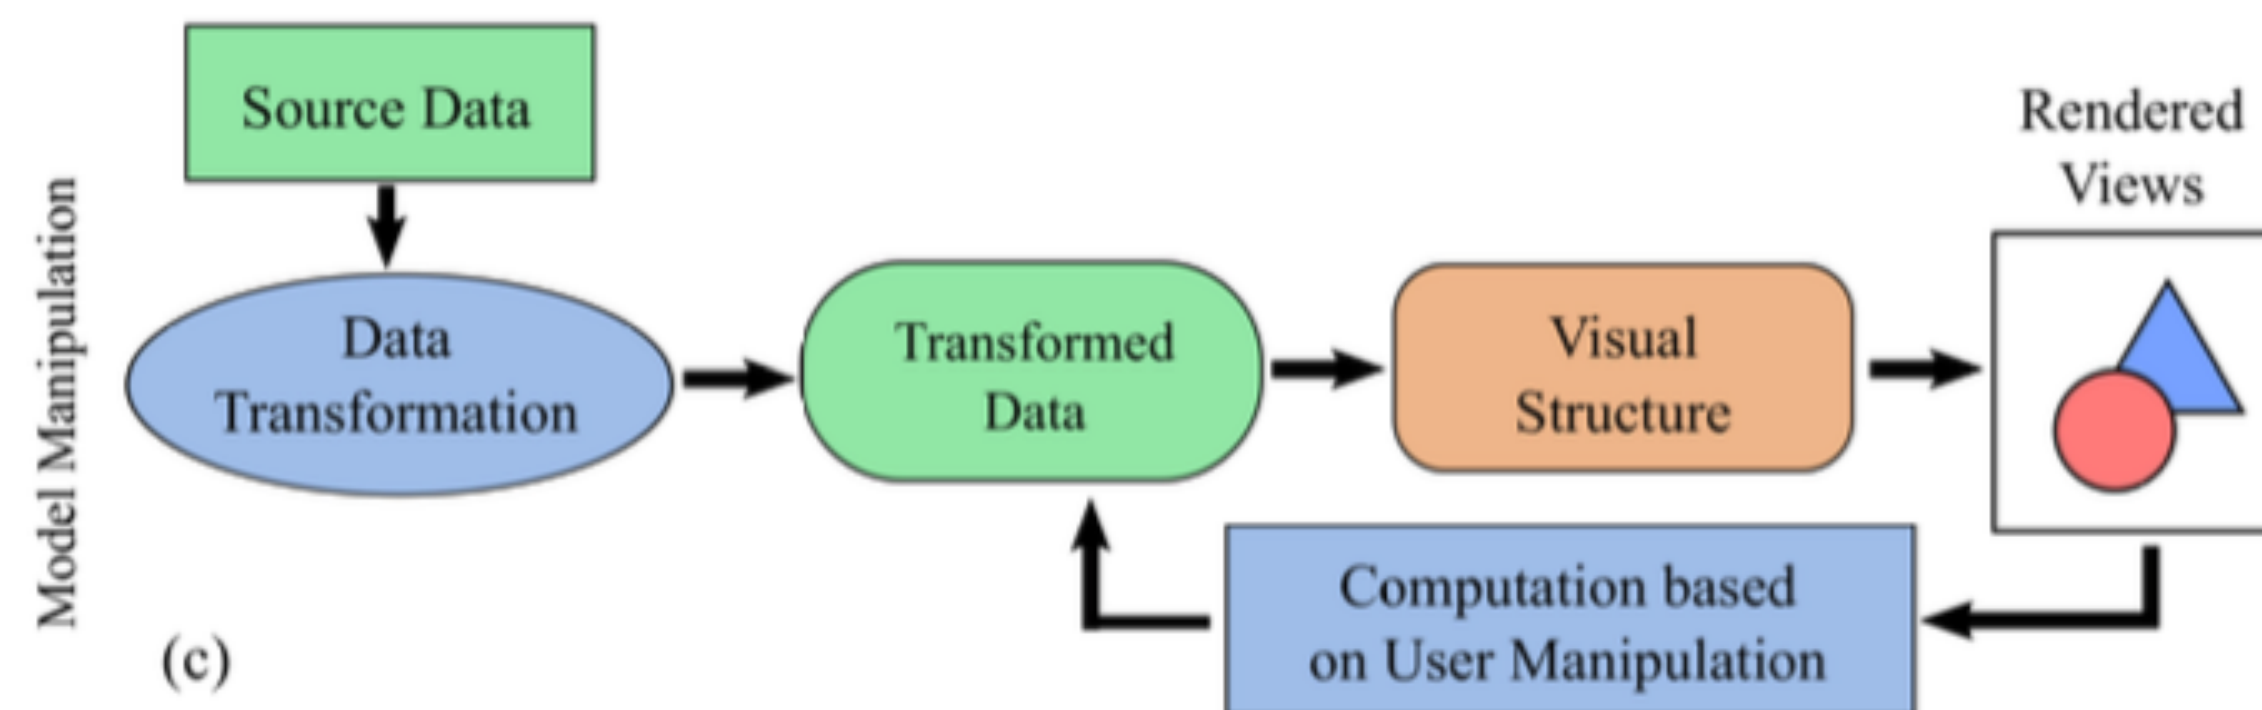 Model Manipulation
Source Data
Data
Transformation
Transformed
Data
Visual
Structure
Rendered
Views
Computation based
on User Manipulation
(c)